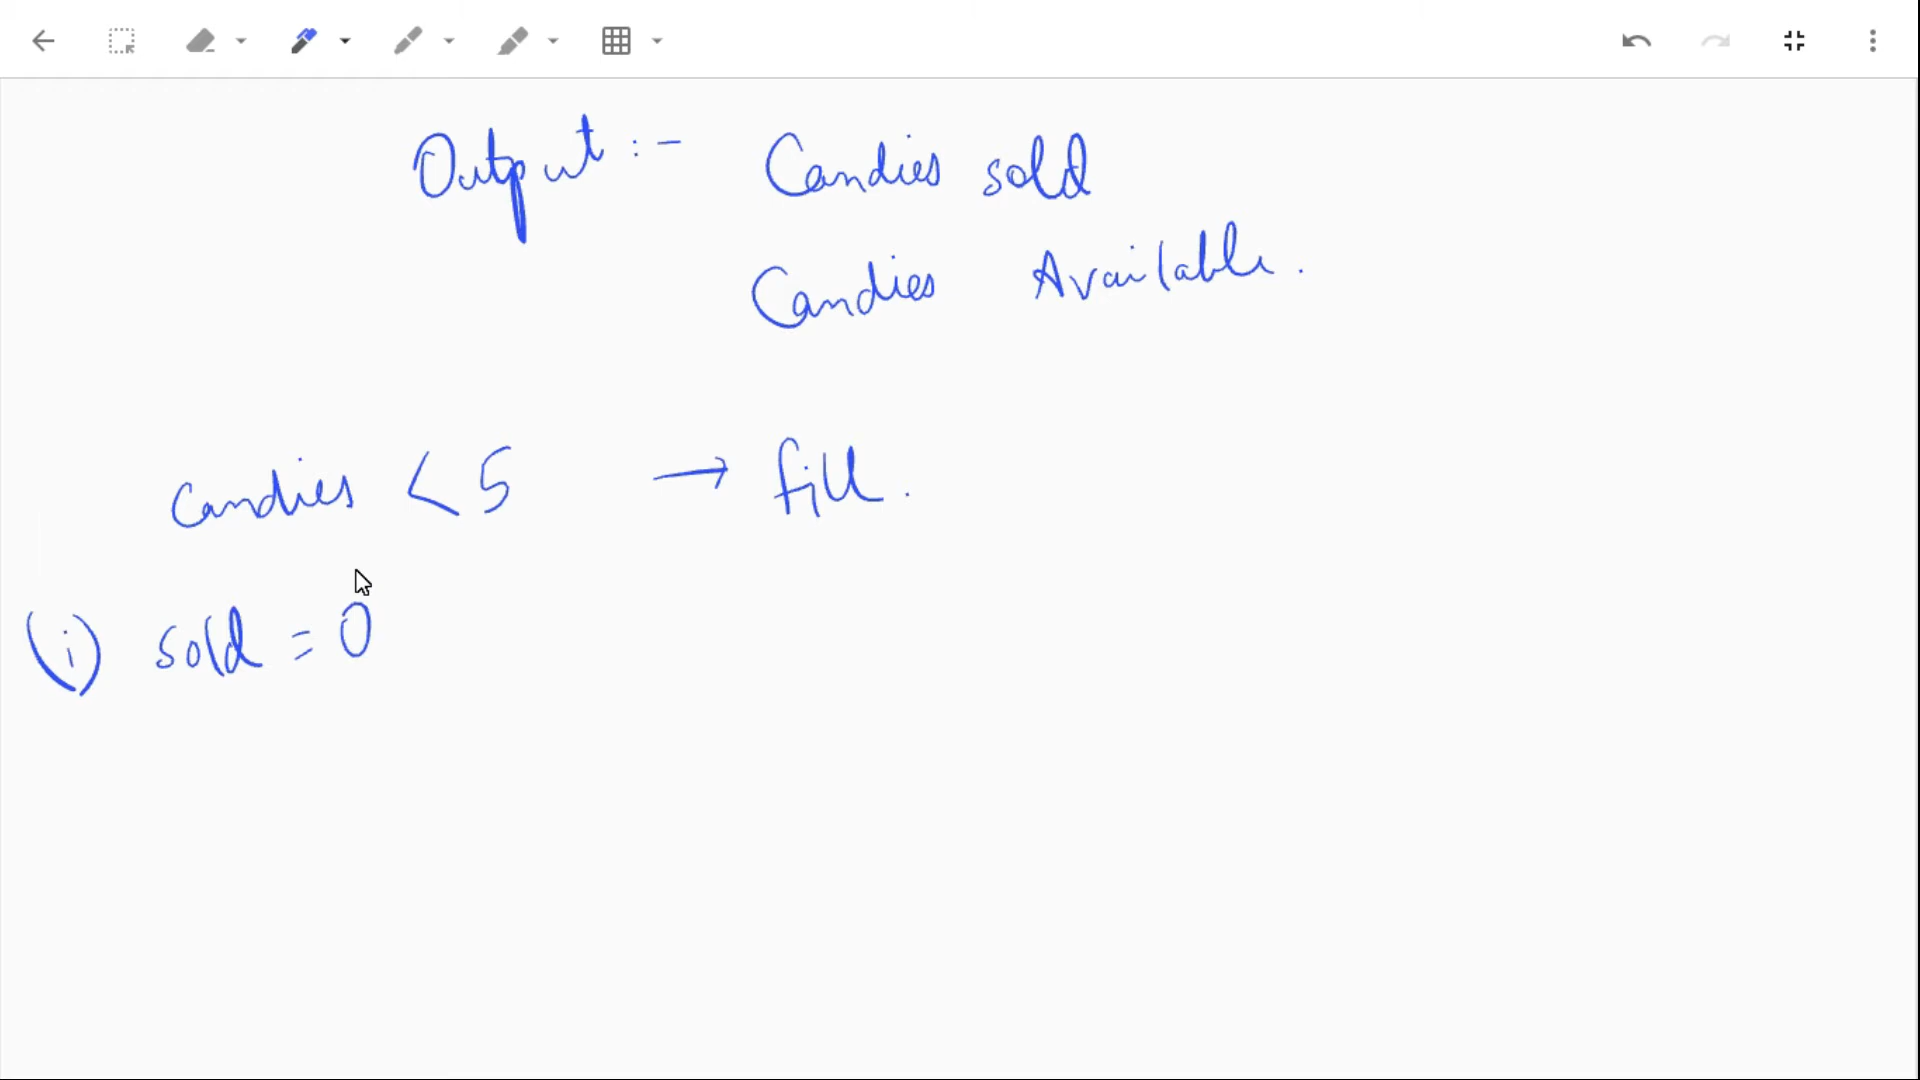 Output :- Candies sold
Candies Available.
Candies < 5 → fill.
(i) sold = 0